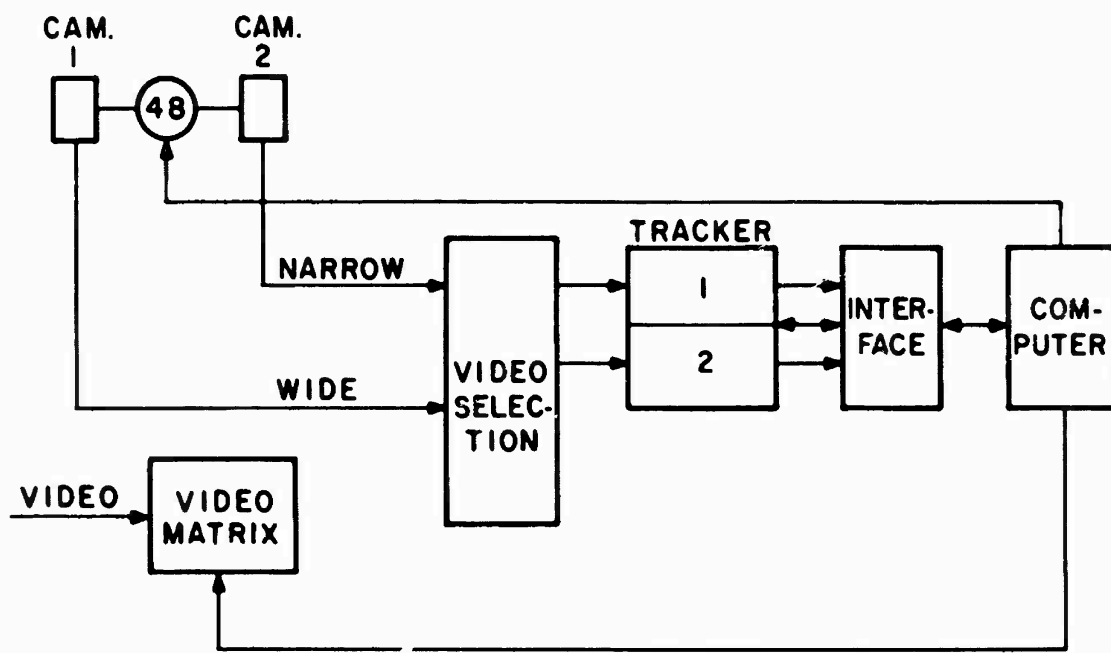 CAM.
1
CAM.
2
48
NARROW
WIDE
VIDEO
SELEC-
TION
TRACKER
1
2
INTER-
FACE
COM-
PUTER
VIDEO
VIDEO
MATRIX